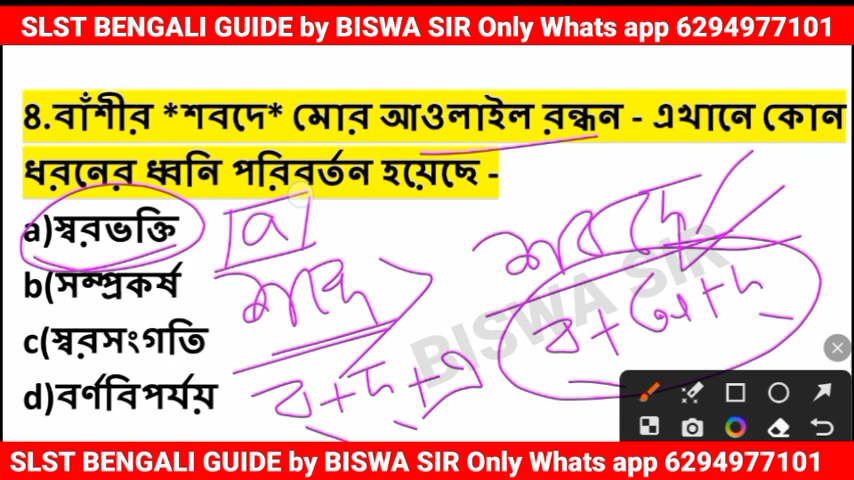 SLST BENGALI GUIDE by BISWA SIR Only Whats app 6294977101
8.বাঁশীর *শবদে* মোর আওলাইল রন্ধন - এখানে কোন
ধরনের ধ্বনি পরিবর্তন হয়েছে -
a)স্বরভক্তি
a
শবদে
b(সম্প্রকর্ষ
শব্দে >
ব+অ+দ
c(স্বরসংগতি
ব+দ+এ
d)বর্ণবিপর্যয়
BISWA SIR
SLST BENGALI GUIDE by BISWA SIR Only Whats app 6294977101